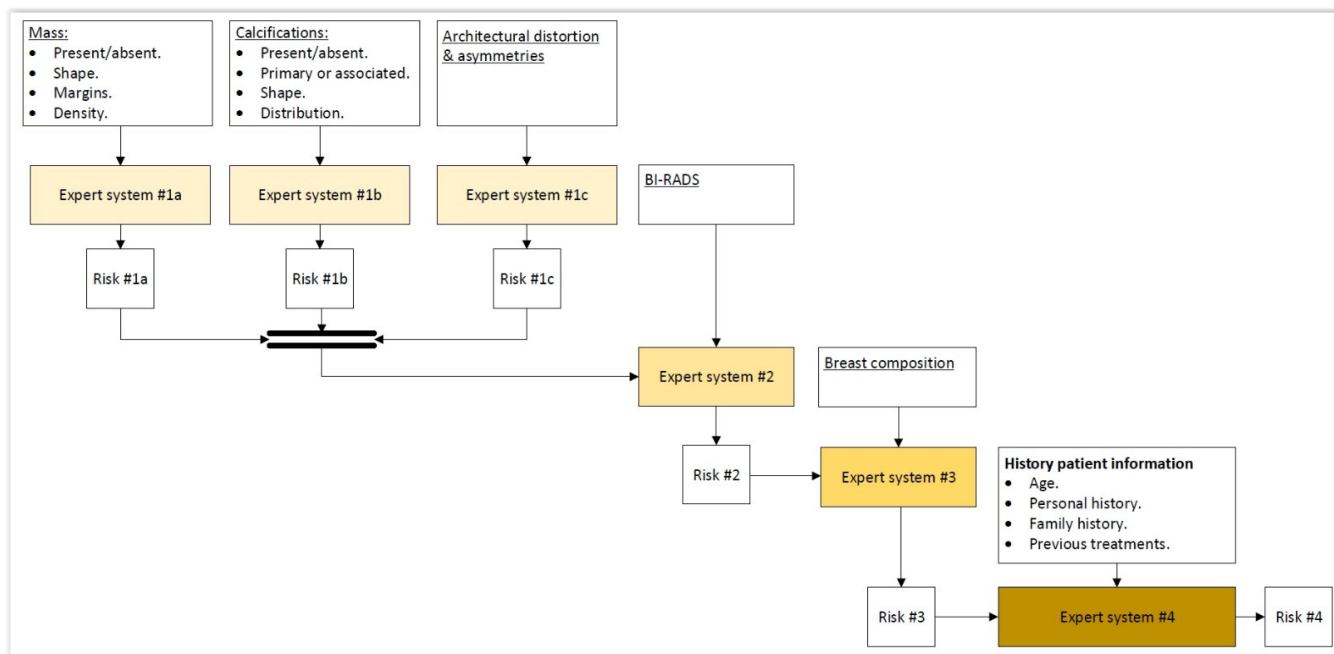 Mass:
• Present/absent.
• Shape.
• Margins.
• Density.
Calcifications:
• Present/absent.
• Primary or associated.
• Shape.
• Distribution.
Architectural distortion
& asymmetries
Expert system #1a
Expert system #1b
Expert system #1c
BI-RADS
Risk #1a
Risk #1b
Risk #1c
Expert system #2
Breast composition
Risk #2
Expert system #3
History patient information
• Age.
• Personal history.
• Family history.
• Previous treatments.
Risk #3
Expert system #4
Risk #4